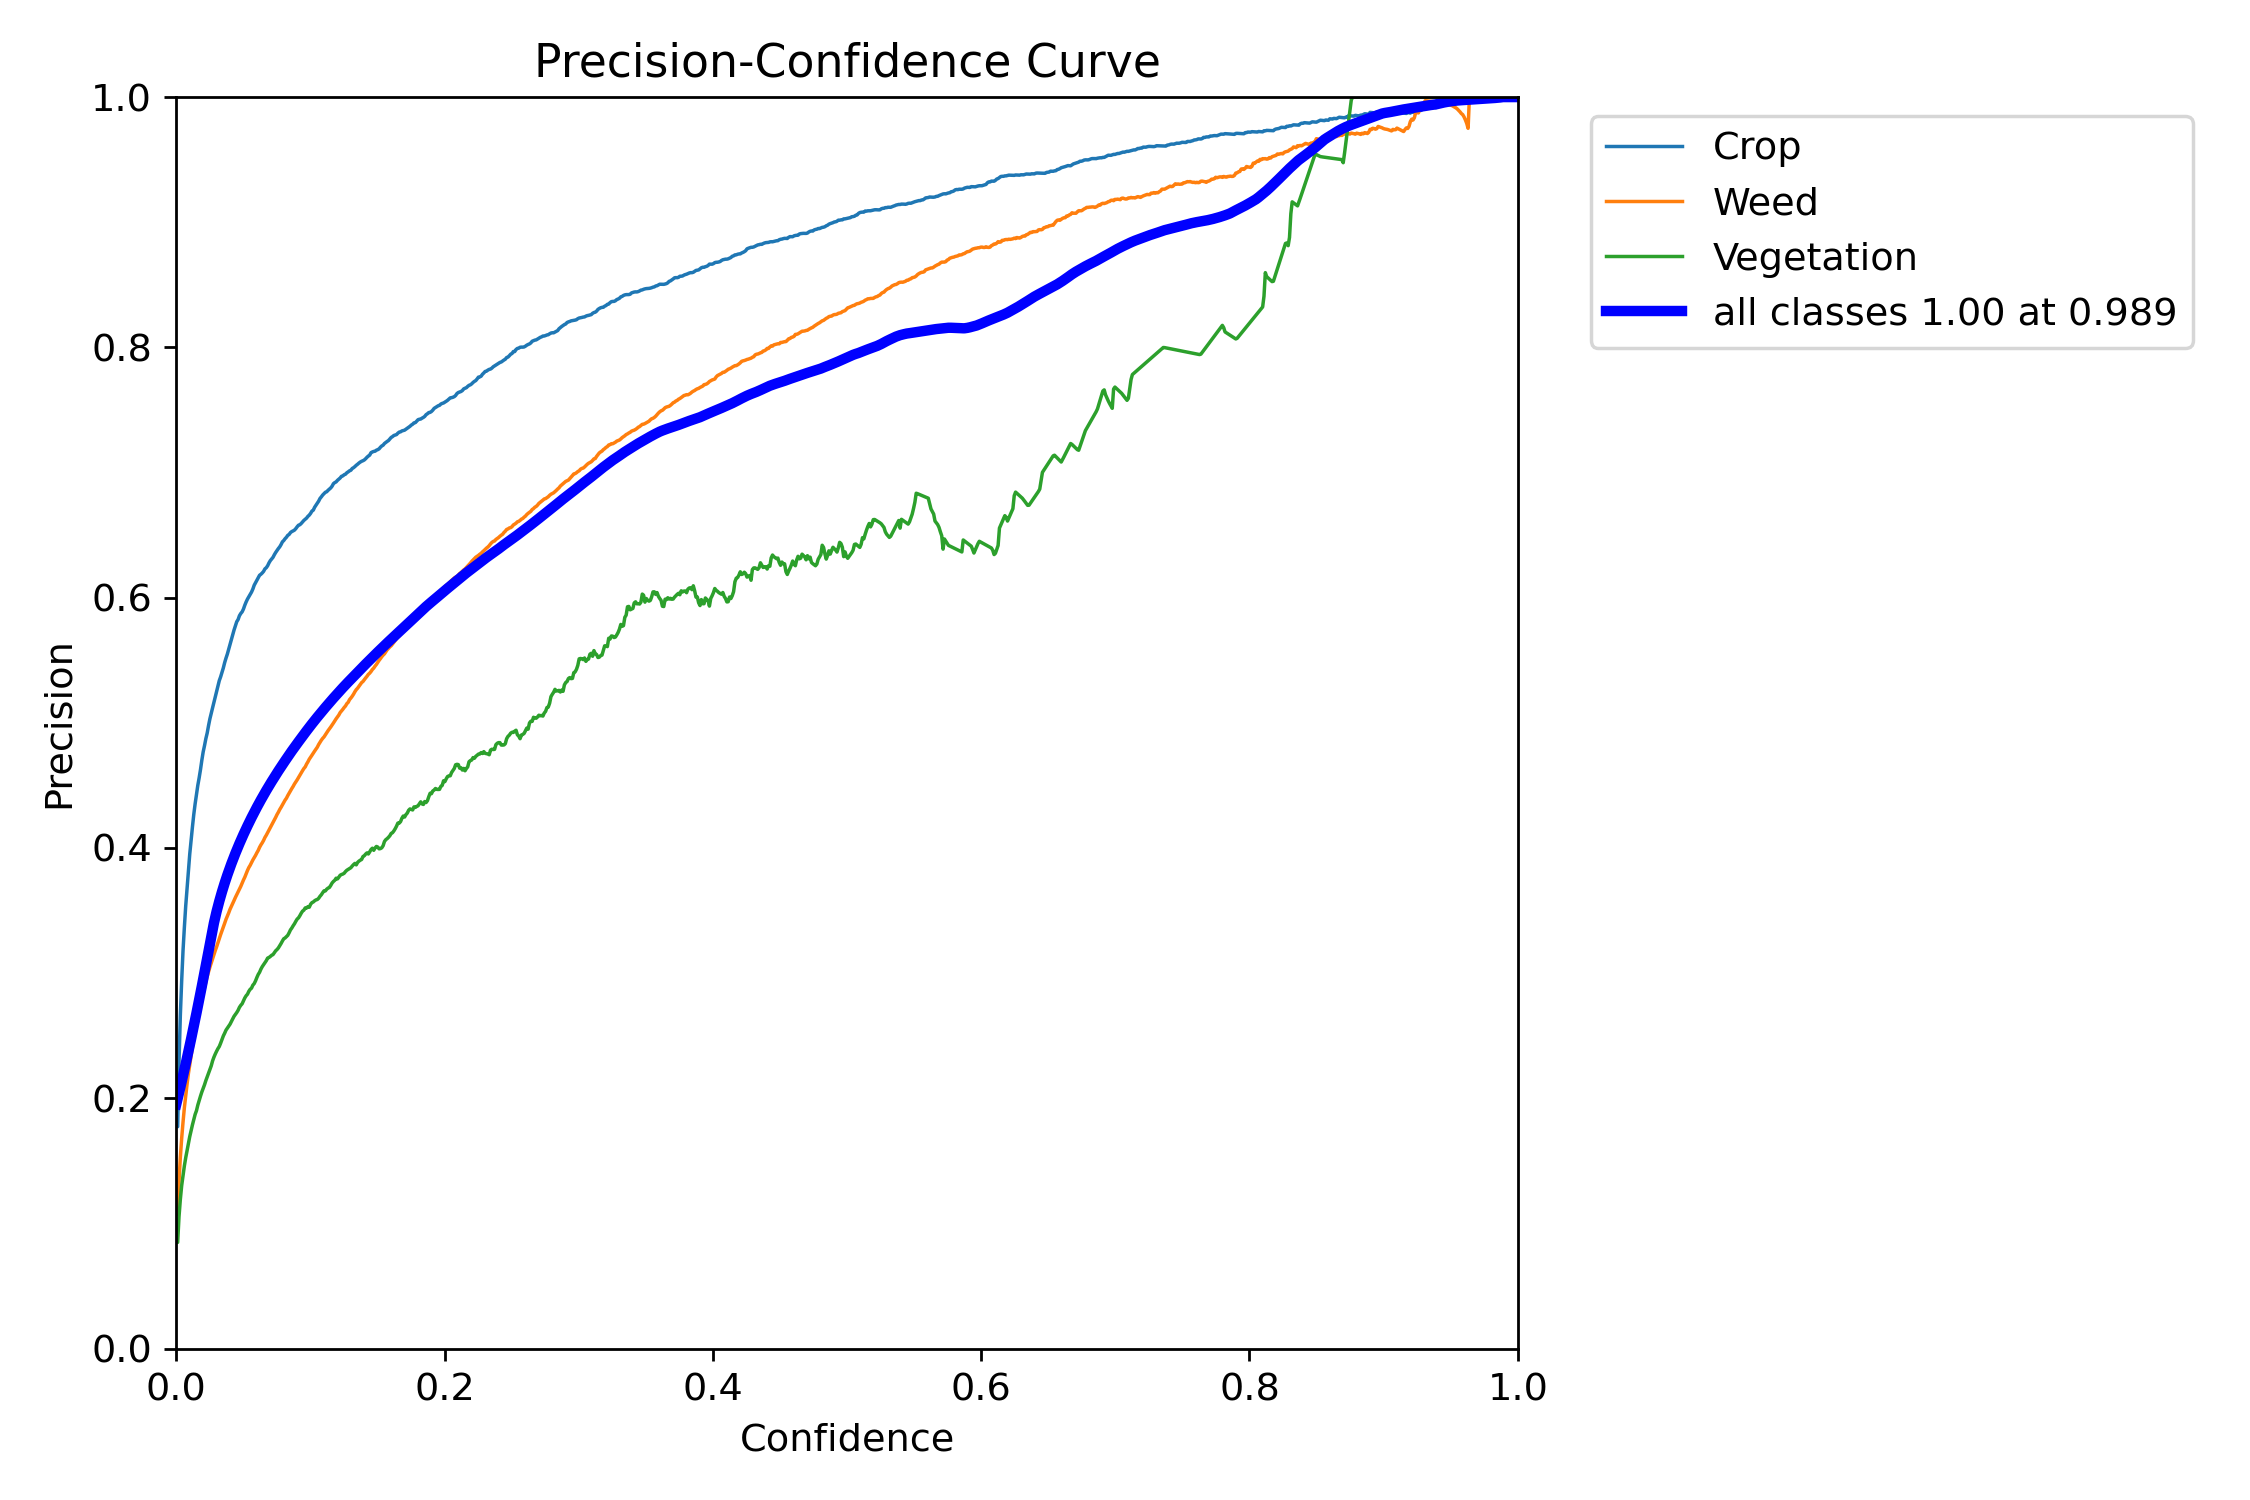 Precision-Confidence Curve
1.0
0.8
0.6
0.4
0.2
0.0
Precision
0.0 0.2 0.4 0.6 0.8 1.0
Confidence
Crop
Weed
Vegetation
all classes 1.00 at 0.989